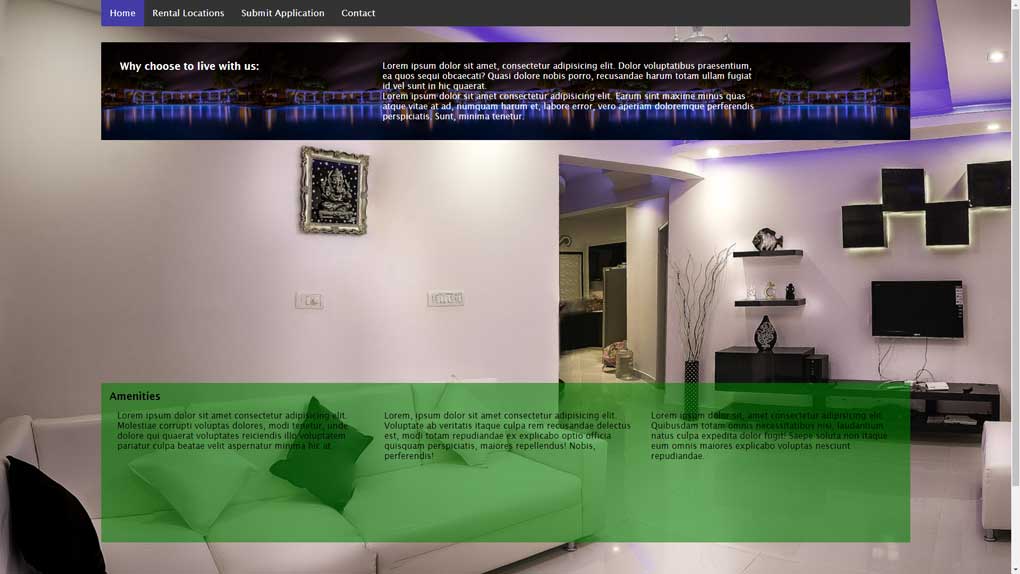 Home Rental Locations Submit Application Contact
Why choose to live with us:
Lorem ipsum dolor sit amet, consectetur adipisicing elit. Dolor voluptatibus praesentium,
ea quos sequi obcaecati? Quasi dolore nobis porro, recusandae harum totam ullam fugiat
id vel sunt in hic quaerat.
Lorem ipsum dolor sit amet consectetur adipisicing elit. Earum sint maxime minus quas
atque vitae at ad, numquam harum et, labore error, vero aperiam doloremque perferendis
perspiciatis. Sunt, minima tenetur.
Amenities
Lorem ipsum dolor sit amet consectetur adipisicing elit.
Molestiae corrupti voluptas dolores, modi tenetur, unde
dolore qui quaerat voluptates reiciendis illo voluptatem
pariatur culpa beatae velit aspernatur minima hic at.
Lorem, ipsum dolor sit amet consectetur adipisicing elit.
Voluptate ab veritatis itaque culpa rem recusandae delectus
est, modi totam repudiandae ex explicabo optio officia
quisquam perspiciatis, maiores repellendus! Nobis,
perferendis!
Lorem ipsum dolor sit, amet consectetur adipisicing elit.
Quibusdam totam omnis necessitatibus nisi, laudantium
natus culpa expedita dolor fugit! Saepe soluta non itaque
eum omnis maiores explicabo voluptas nesciunt
repudiandae.